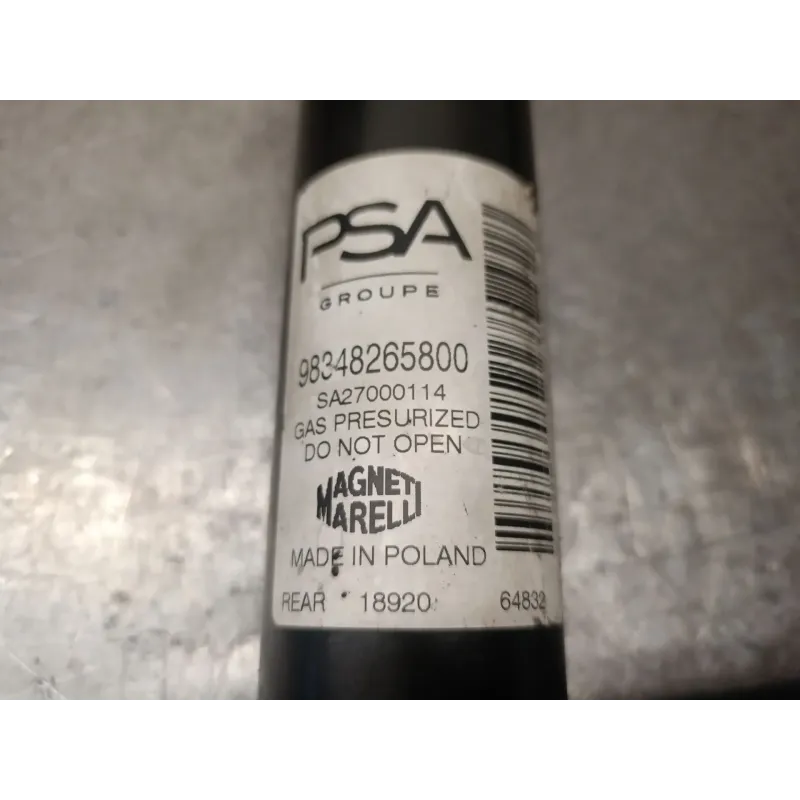 PSA
GROUPE
98348265800
SA27000114
GAS PRESURIZED
DO NOT OPEN
MAGNETI
MARELLI
MADE IN POLAND
REAR 18920 64832